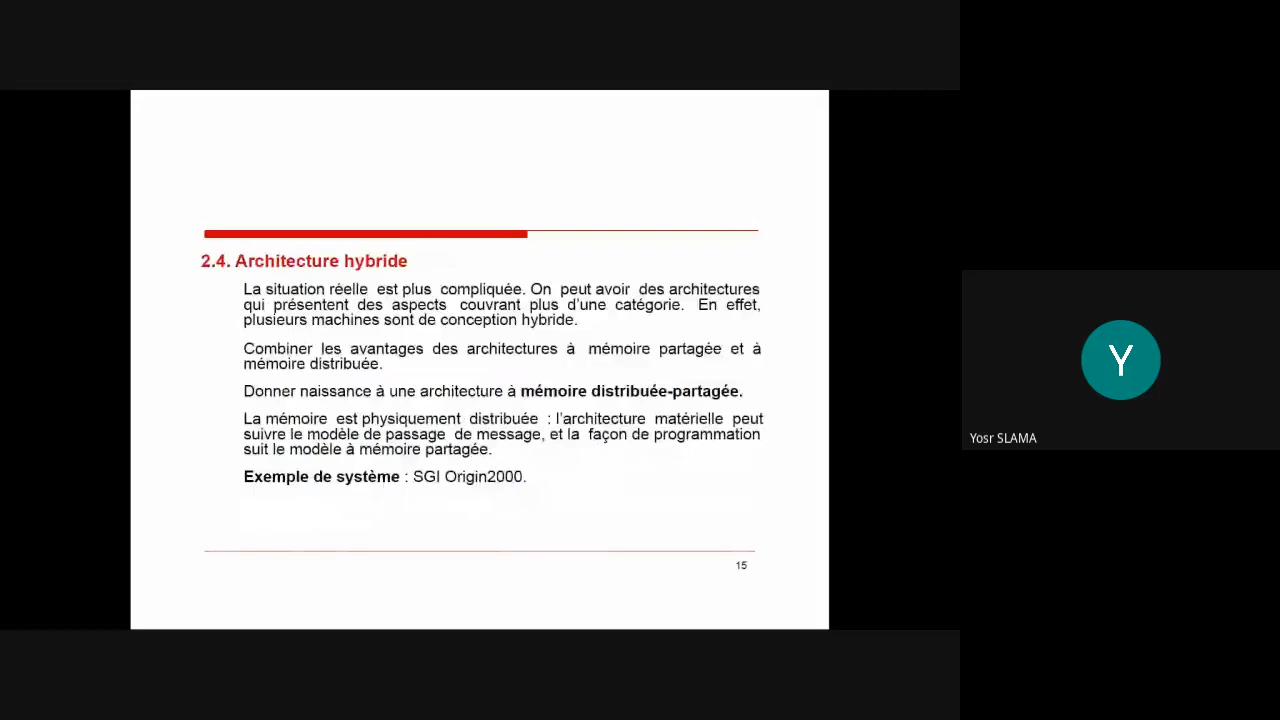 2.4. Architecture hybride
La situation réelle est plus compliquée. On peut avoir des architectures
qui présentent des aspects couvrant plus d'une catégorie. En effet,
plusieurs machines sont de conception hybride.
Combiner les avantages des architectures à mémoire partagée et à
mémoire distribuée.
Donner naissance à une architecture à mémoire distribuée-partagée.
La mémoire est physiquement distribuée : l'architecture matérielle peut
suivre le modèle de passage de message, et la façon de programmation
suit le modèle à mémoire partagée.
Exemple de système : SGI Origin2000.
15
Y
Yosr SLAMA